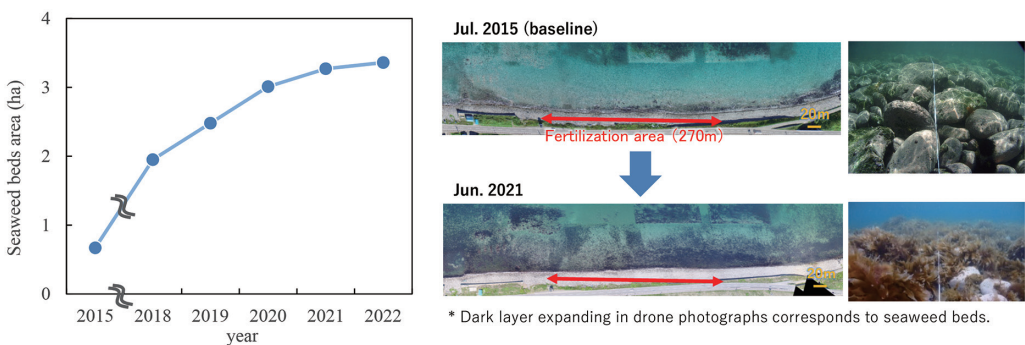 Seaweed beds area (ha)
4
3
2
1
0
2015 2018 2019 2020 2021 2022
year
Jul. 2015 (baseline)
20m
Fertilization area (270m)
Jun. 2021
20m
* Dark layer expanding in drone photographs corresponds to seaweed beds.